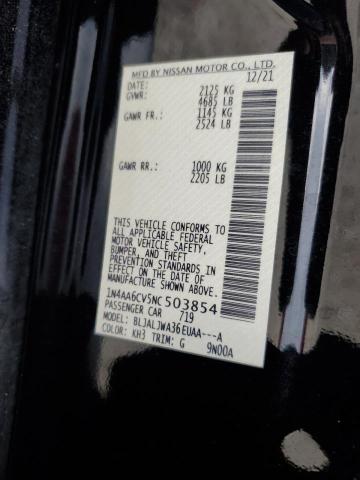 MFD BY NISSAN MOTOR CO., LTD.
DATE: 12/21
GVWR: 2125 KG
4685 LB
GAWR FR.: 1145 KG
2524 LB
GAWR RR.: 1000 KG
2205 LB
THIS VEHICLE CONFORMS TO
ALL APPLICABLE FEDERAL
MOTOR VEHICLE SAFETY,
BUMPER, AND THEFT
PREVENTION STANDARDS IN
EFFECT ON THE DATE OF
MANUFACTURE SHOWN ABOVE.
1N4AA6CV5NC503854
PASSENGER CAR 719
MODEL: BLJALJWA36EUAA---A
COLOR: KH3 TRIM: G 9N00A